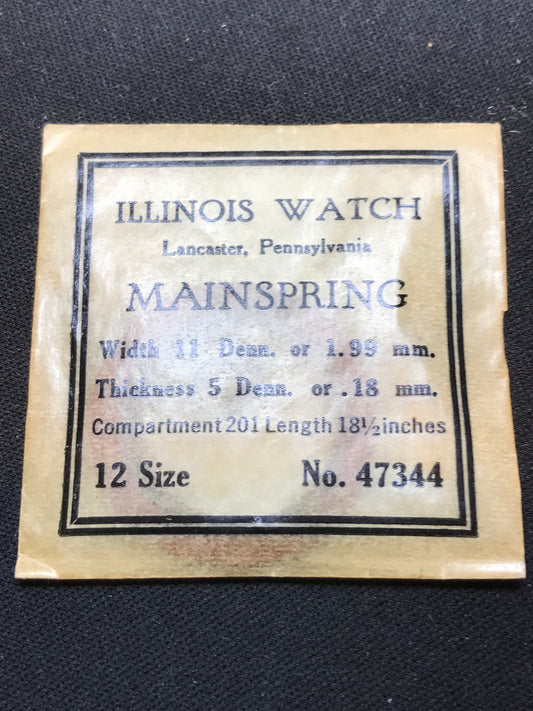 ILLINOIS WATCH
Lancaster, Pennsylvania
MAINSPRING
Width 11 Denn. or 1.99 mm.
Thickness 5 Denn. or .18 mm.
Compartment 201 Length 18½ inches
12 Size No. 47344